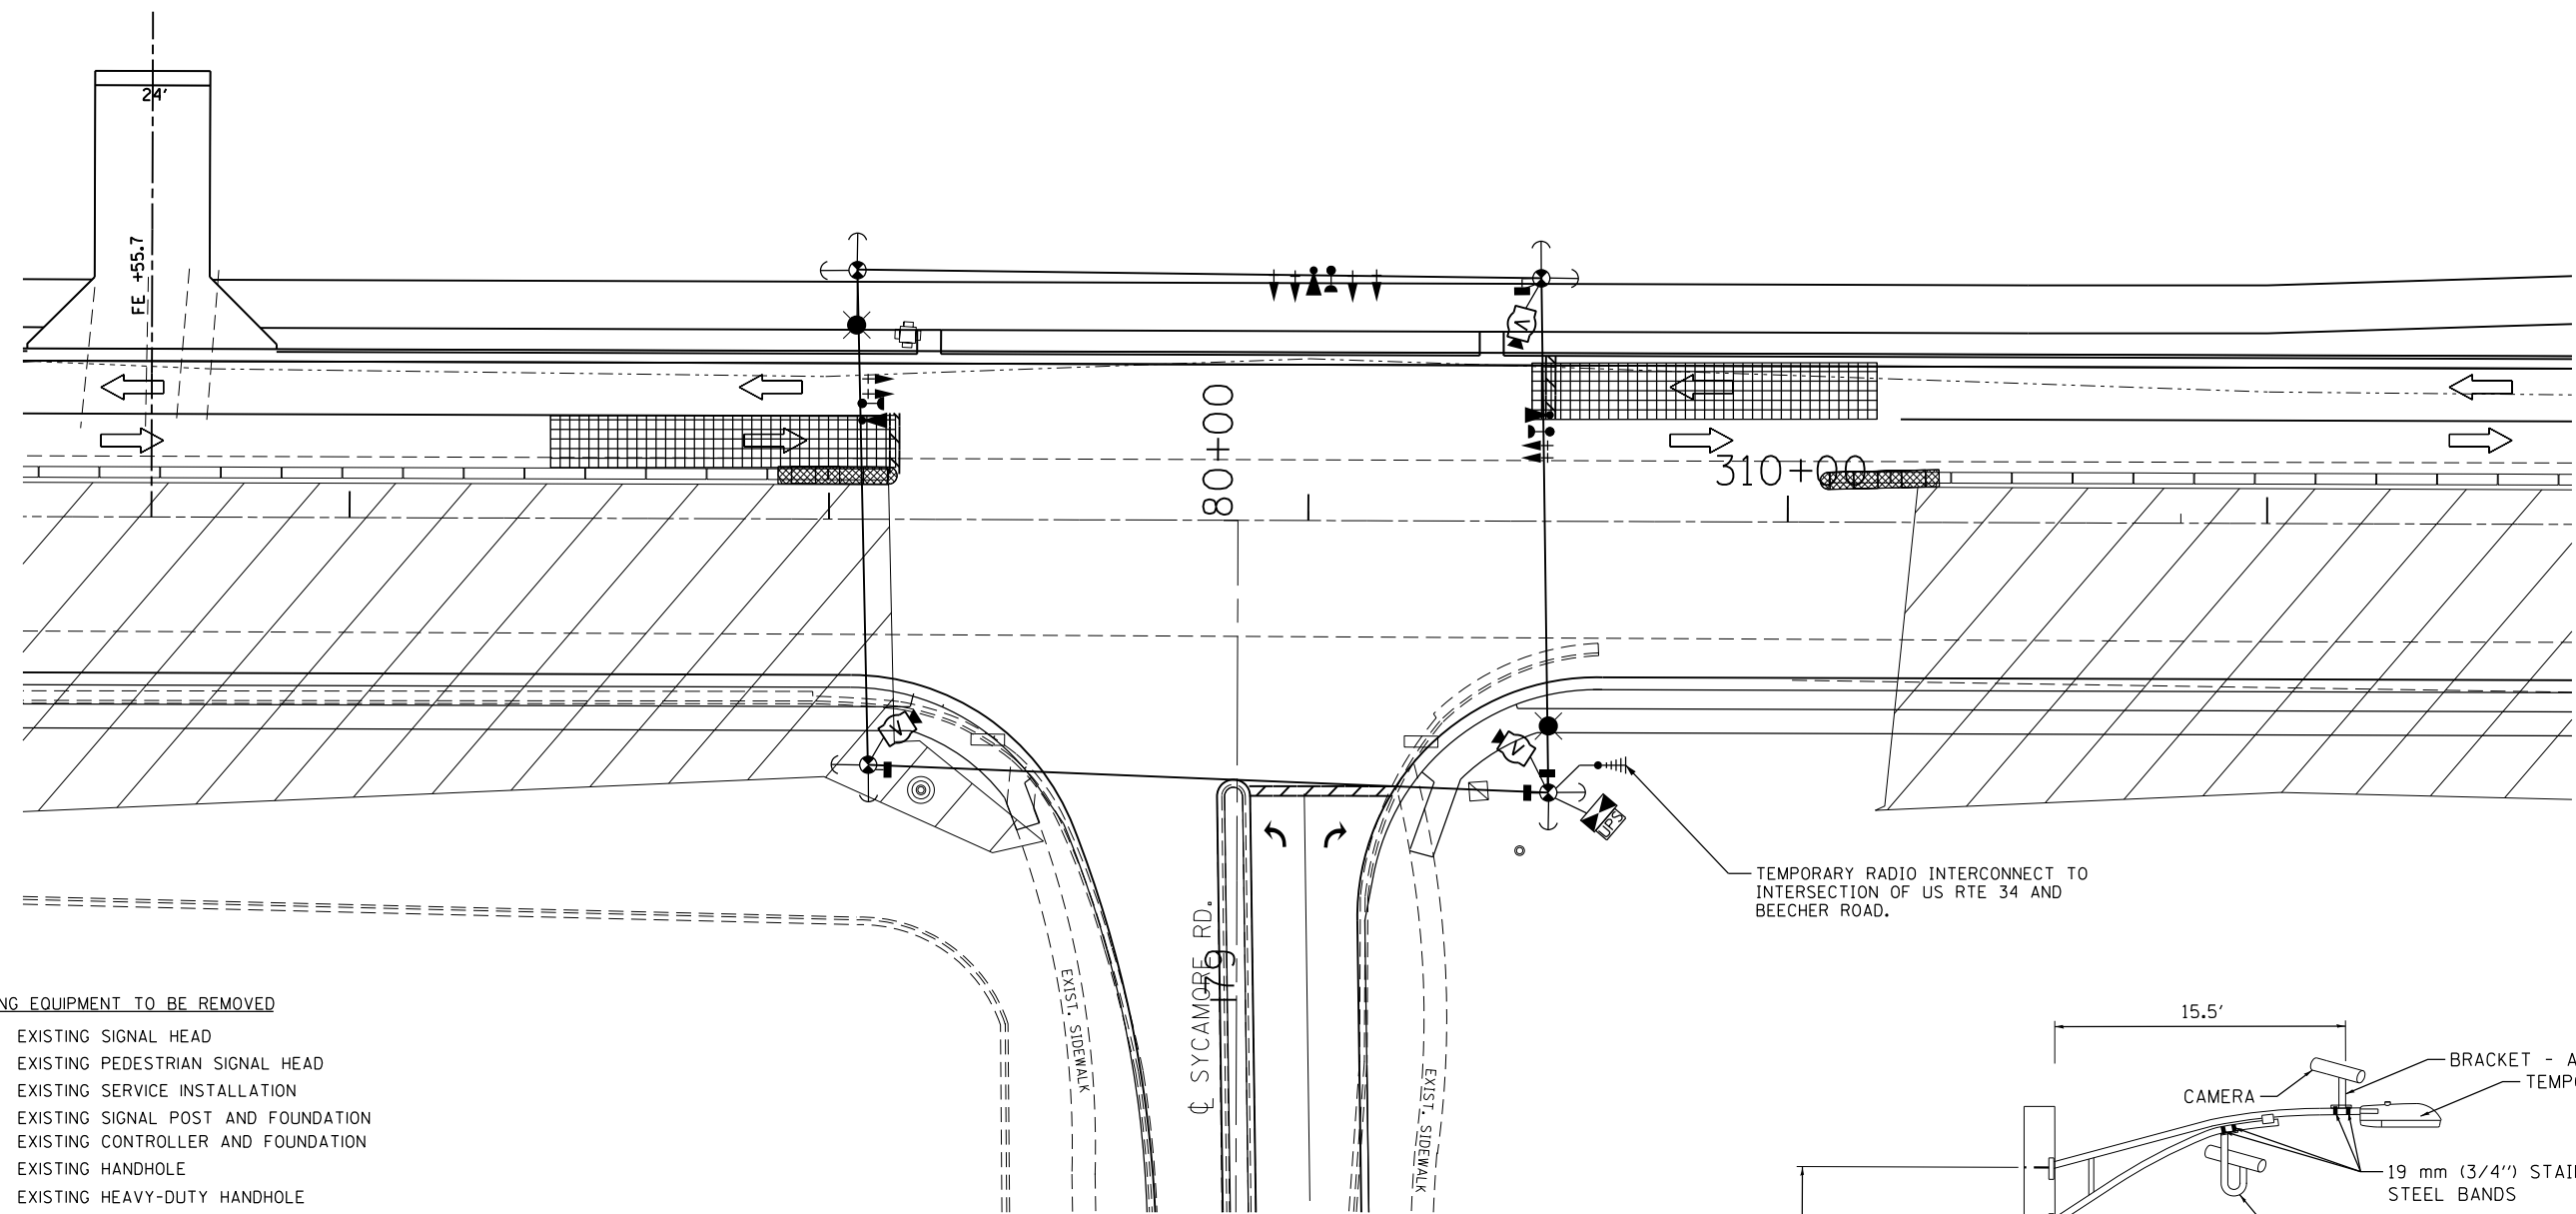 24'
FE +55.7
80+00
310+00
TEMPORARY RADIO INTERCONNECT TO
INTERSECTION OF US RTE 34 AND
BEECHER ROAD.
UPS
V
V
V
℄ SYCAMORE RD.
179
EXIST. SIDEWALK
EXIST. SIDEWALK
NG EQUIPMENT TO BE REMOVED
EXISTING SIGNAL HEAD
EXISTING PEDESTRIAN SIGNAL HEAD
EXISTING SERVICE INSTALLATION
EXISTING SIGNAL POST AND FOUNDATION
EXISTING CONTROLLER AND FOUNDATION
EXISTING HANDHOLE
EXISTING HEAVY-DUTY HANDHOLE
15.5'
BRACKET - A
TEMP
CAMERA
19 mm (3/4'') STAI
STEEL BANDS